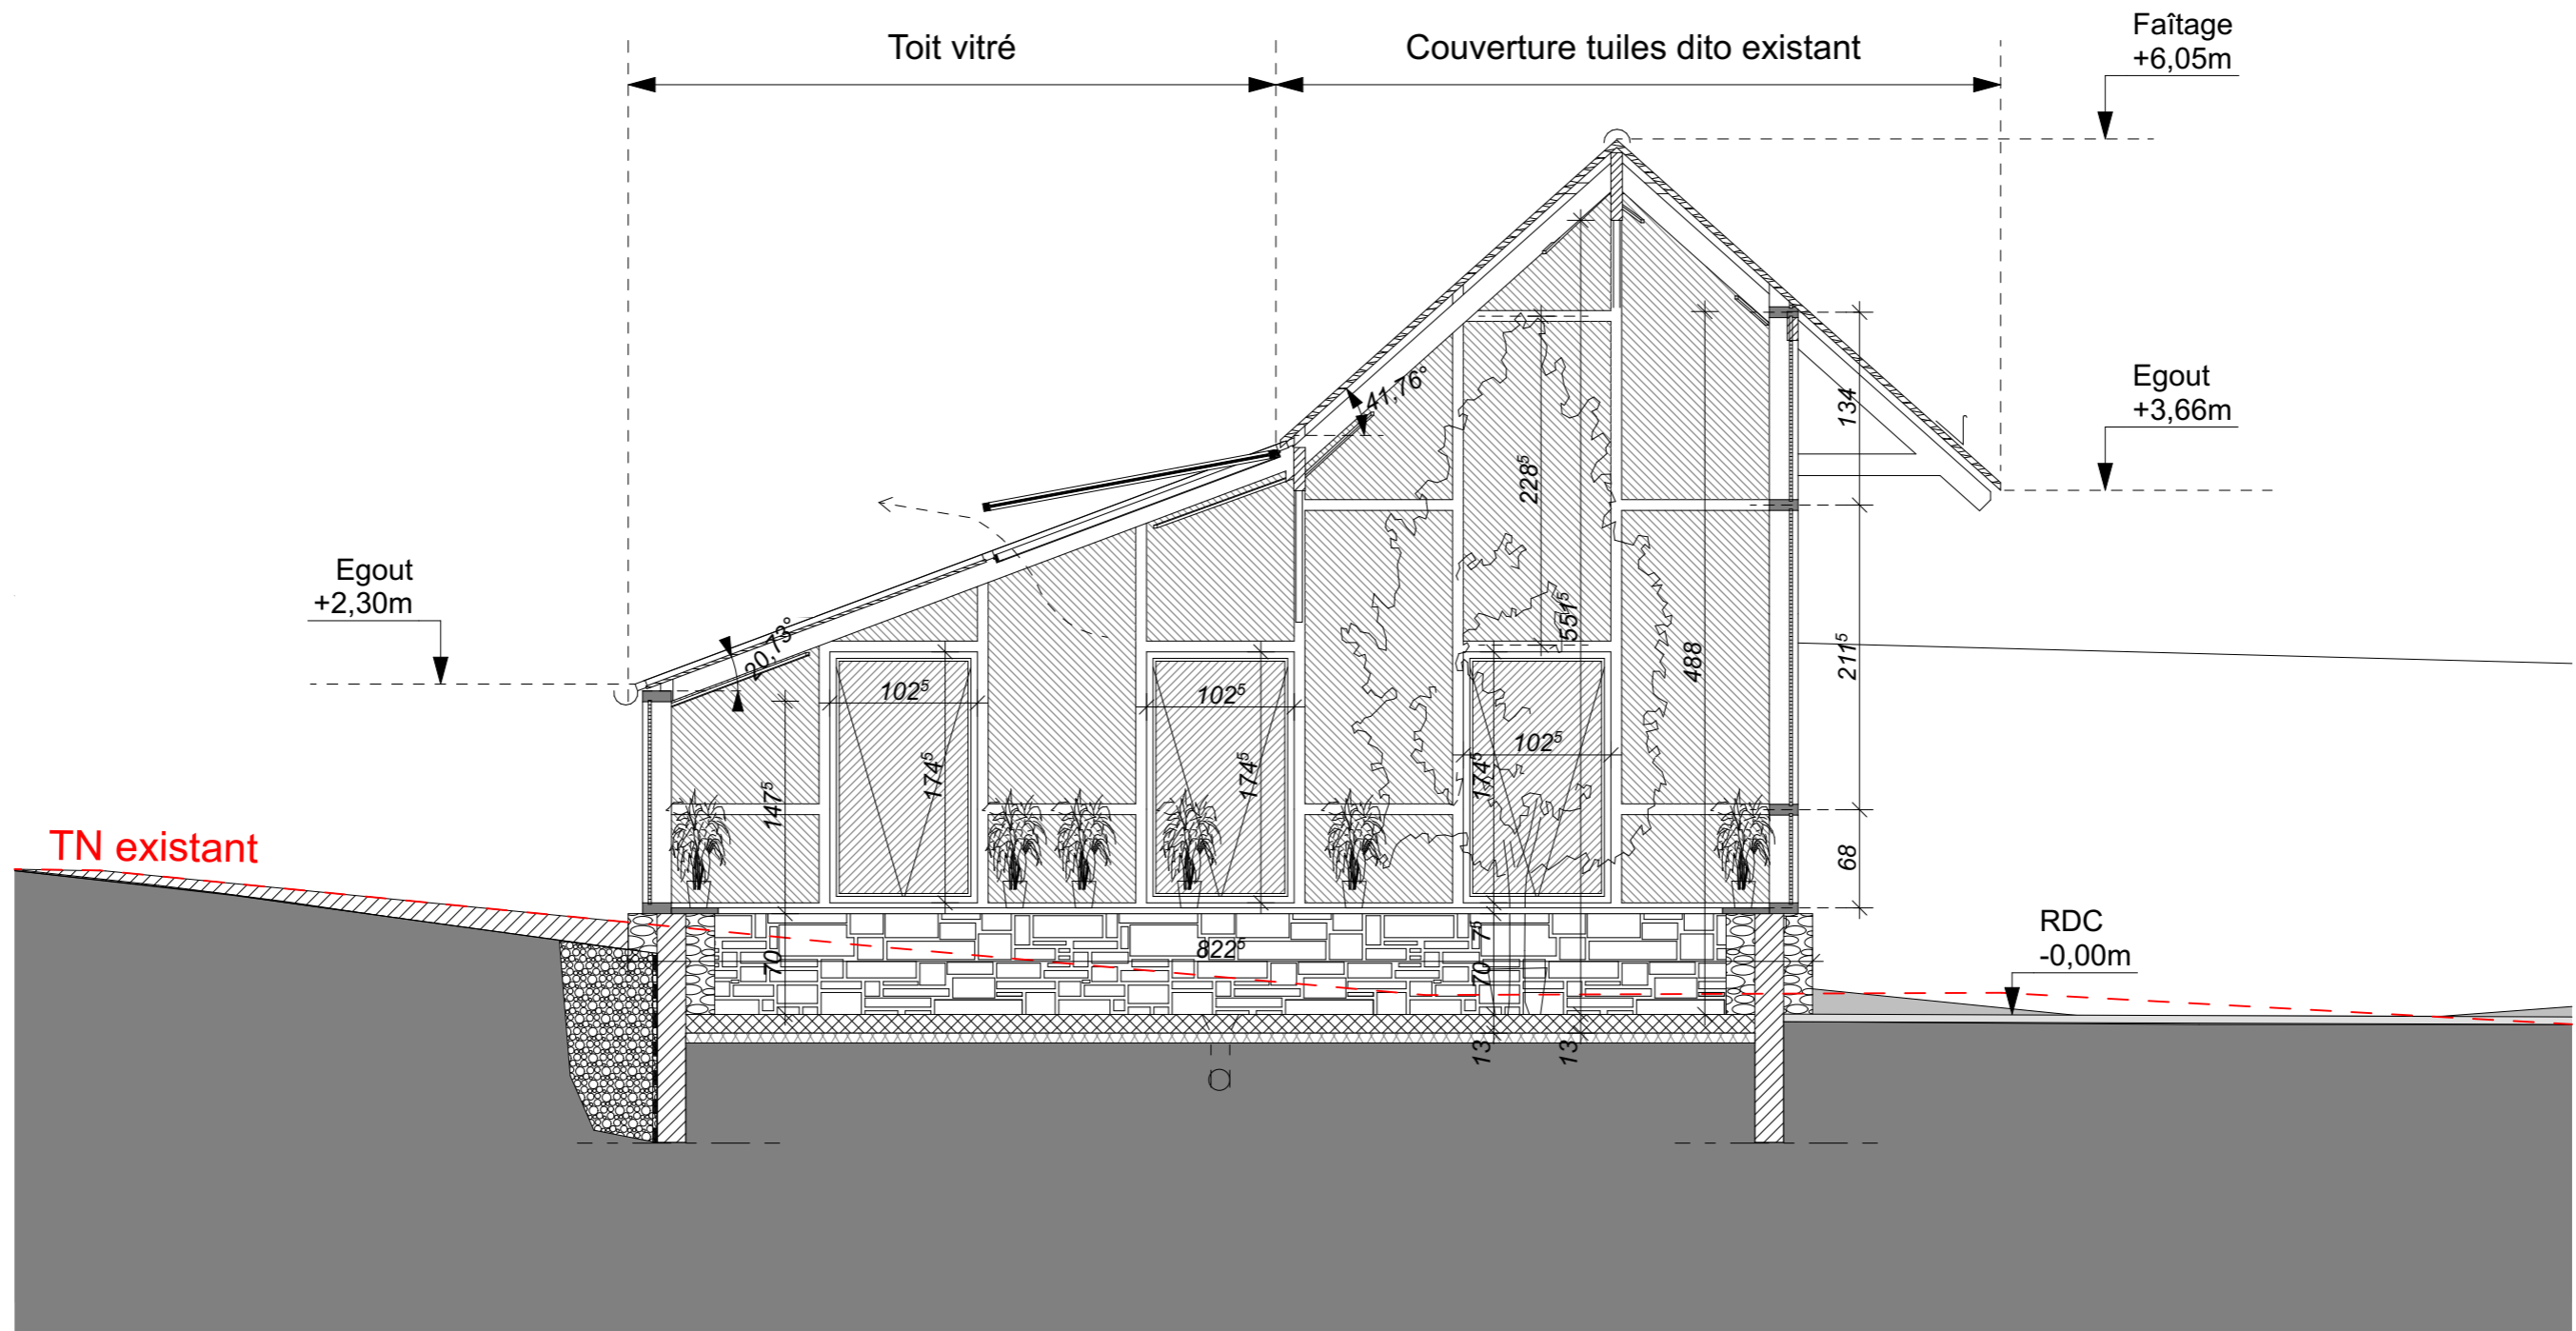 Toit vitré
Couverture tuiles dito existant
Faîtage
+6,05m
Egout
+3,66m
41,76°
134
228⁵
Egout
+2,30m
20,73°
551⁵
488
211⁵
102⁵
102⁵
102⁵
174⁵
174⁵
174⁵
147⁵
TN existant
68
RDC
-0,00m
70
822⁵
7⁵
70
13
13